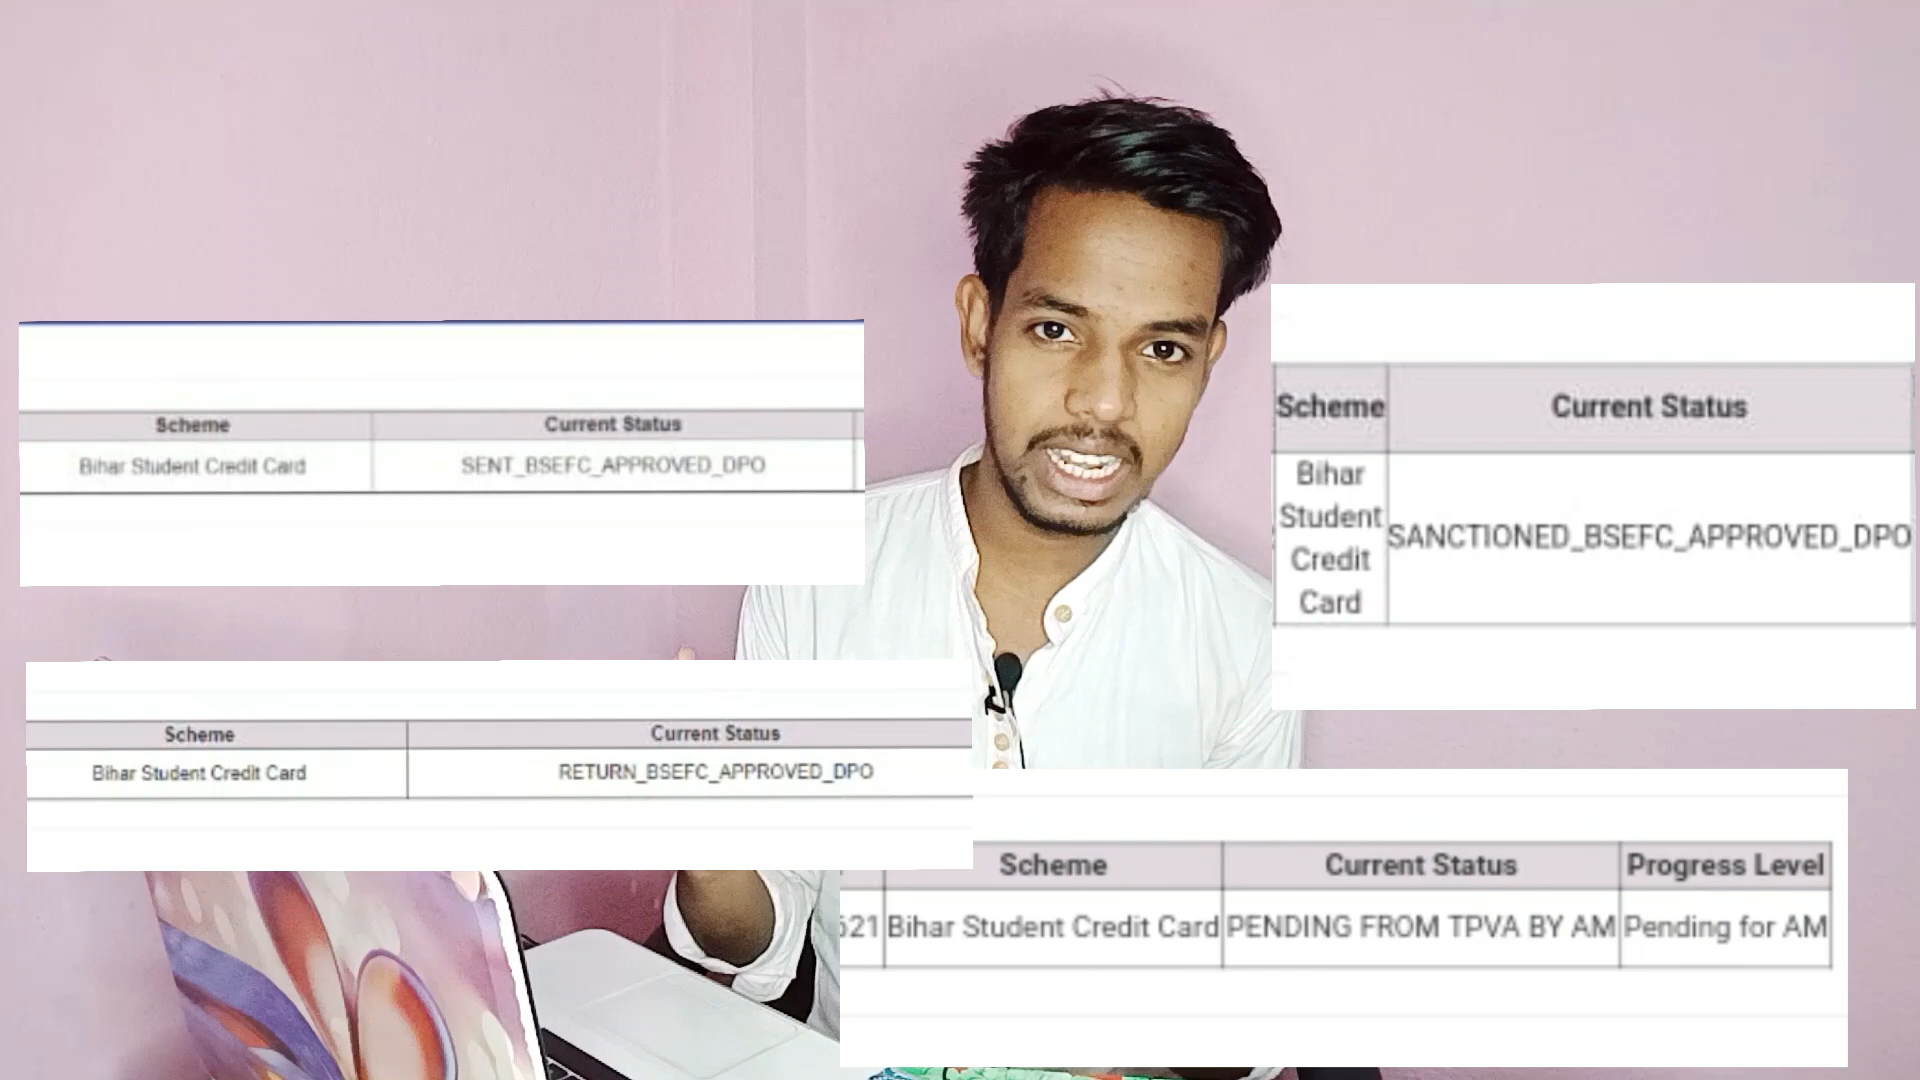 Scheme Current Status
Bihar Student Credit Card SENT_BSEFC_APPROVED_DPO
Scheme Current Status
Bihar
Student
Credit
Card
SANCTIONED_BSEFC_APPROVED_DPO
Scheme Current Status
Bihar Student Credit Card RETURN_BSEFC_APPROVED_DPO
Scheme Current Status Progress Level
621 Bihar Student Credit Card PENDING FROM TPVA BY AM Pending for AM